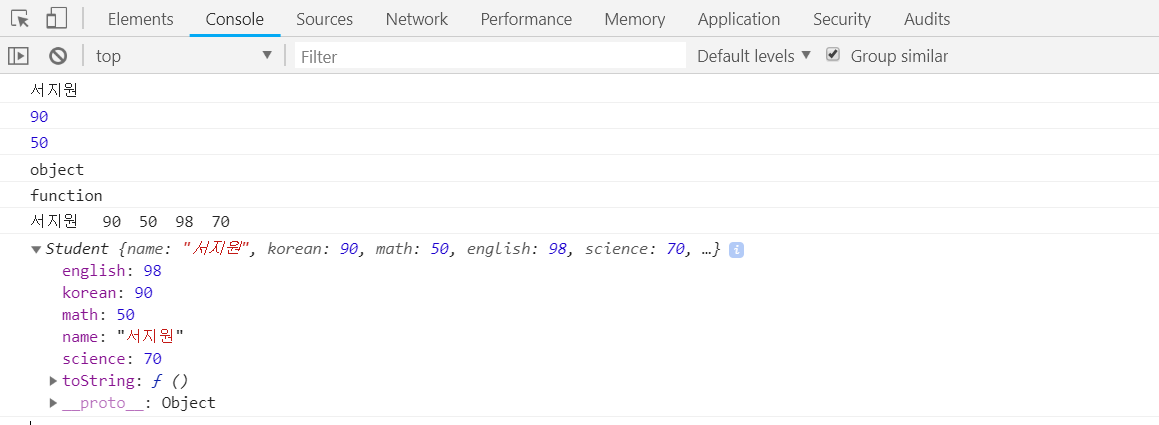 Elements Console Sources Network Performance Memory Application Security Audits
top Filter Default levels Group similar
서지원
90
50
object
function
서지원 90 50 98 70
Student {name: "서지원", korean: 90, math: 50, english: 98, science: 70, …} i
english: 98
korean: 90
math: 50
name: "서지원"
science: 70
toString: ƒ ()
__proto__: Object